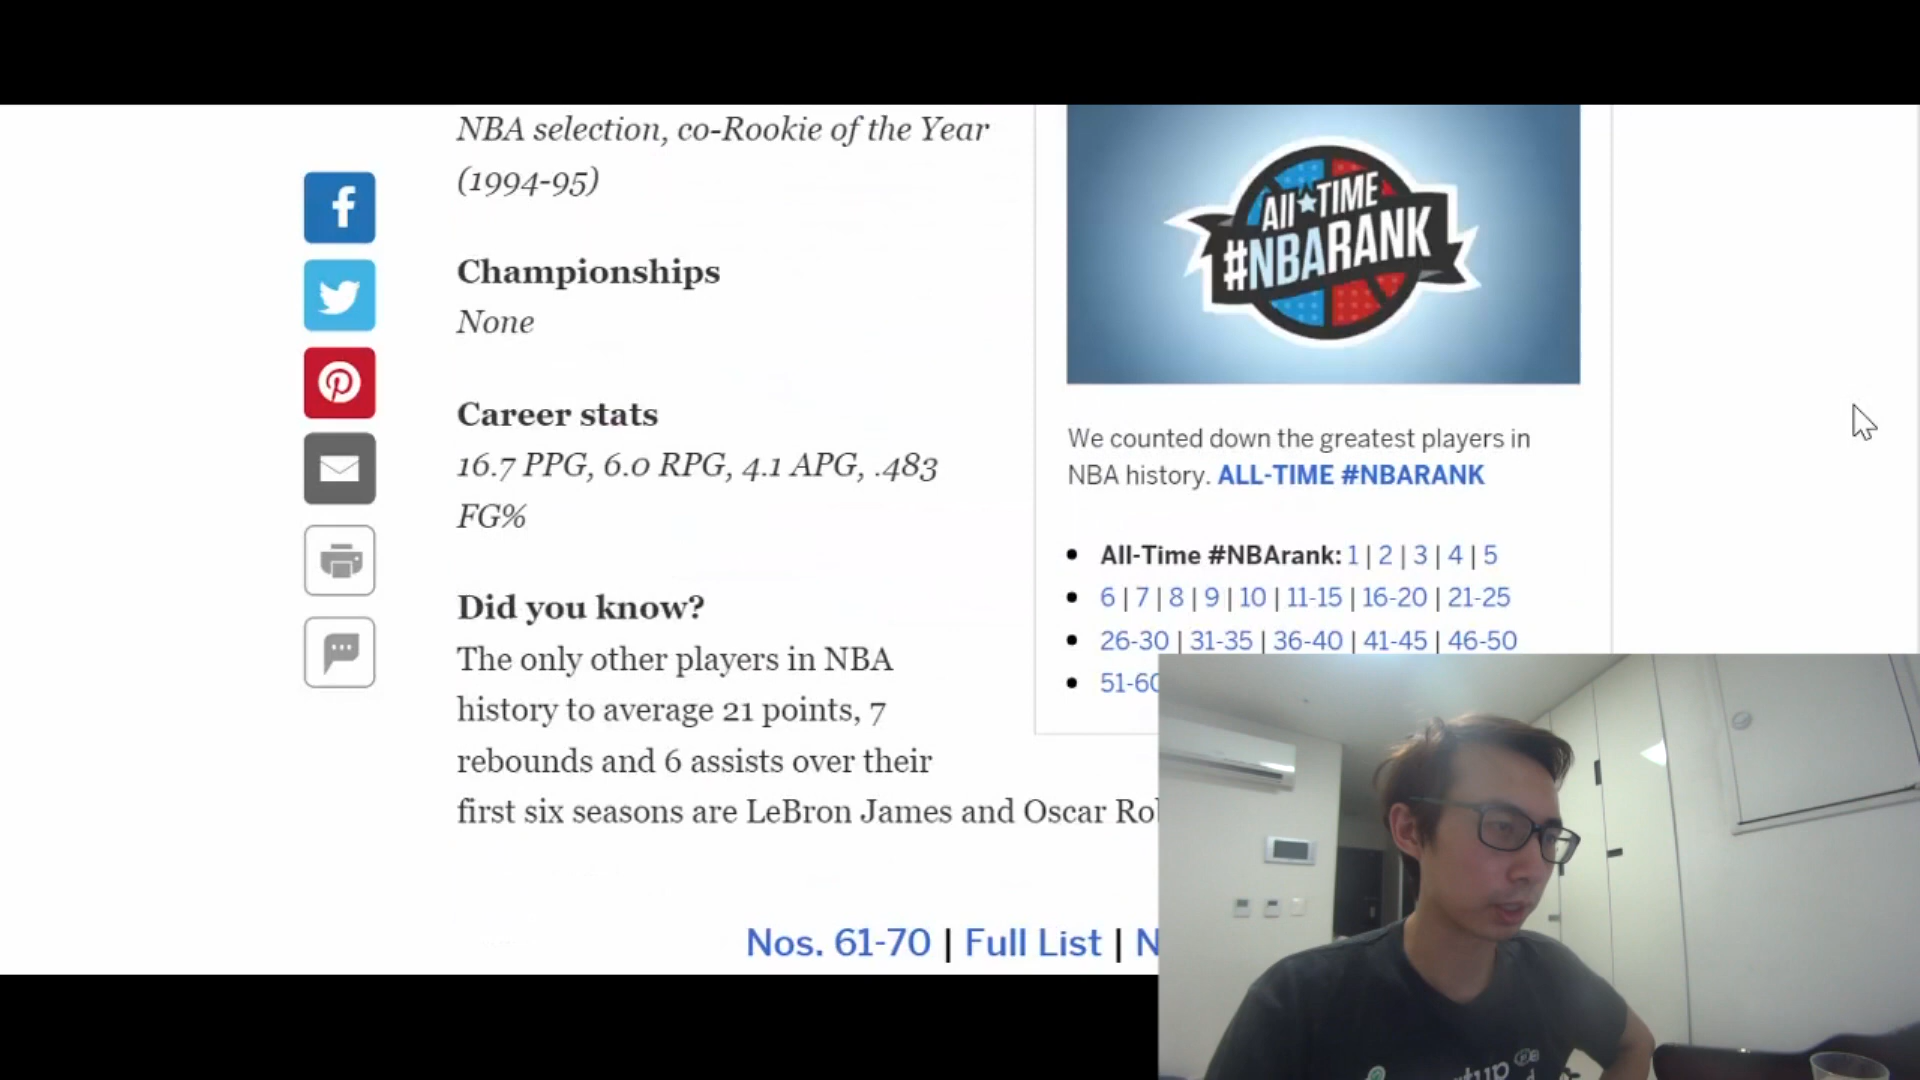 NBA selection, co-Rookie of the Year
(1994-95)
Championships
None
Career stats
16.7 PPG, 6.0 RPG, 4.1 APG, .483
FG%
Did you know?
The only other players in NBA
history to average 21 points, 7
rebounds and 6 assists over their
first six seasons are LeBron James and Oscar
Nos. 61-70 | Full List |
All★TIME
#NBARANK
We counted down the greatest players in
NBA history. ALL-TIME #NBARANK
• All-Time #NBArank: 1 | 2 | 3 | 4 | 5
• 6 | 7 | 8 | 9 | 10 | 11-15 | 16-20 | 21-25
• 26-30 | 31-35 | 36-40 | 41-45 | 46-50
• 51-60